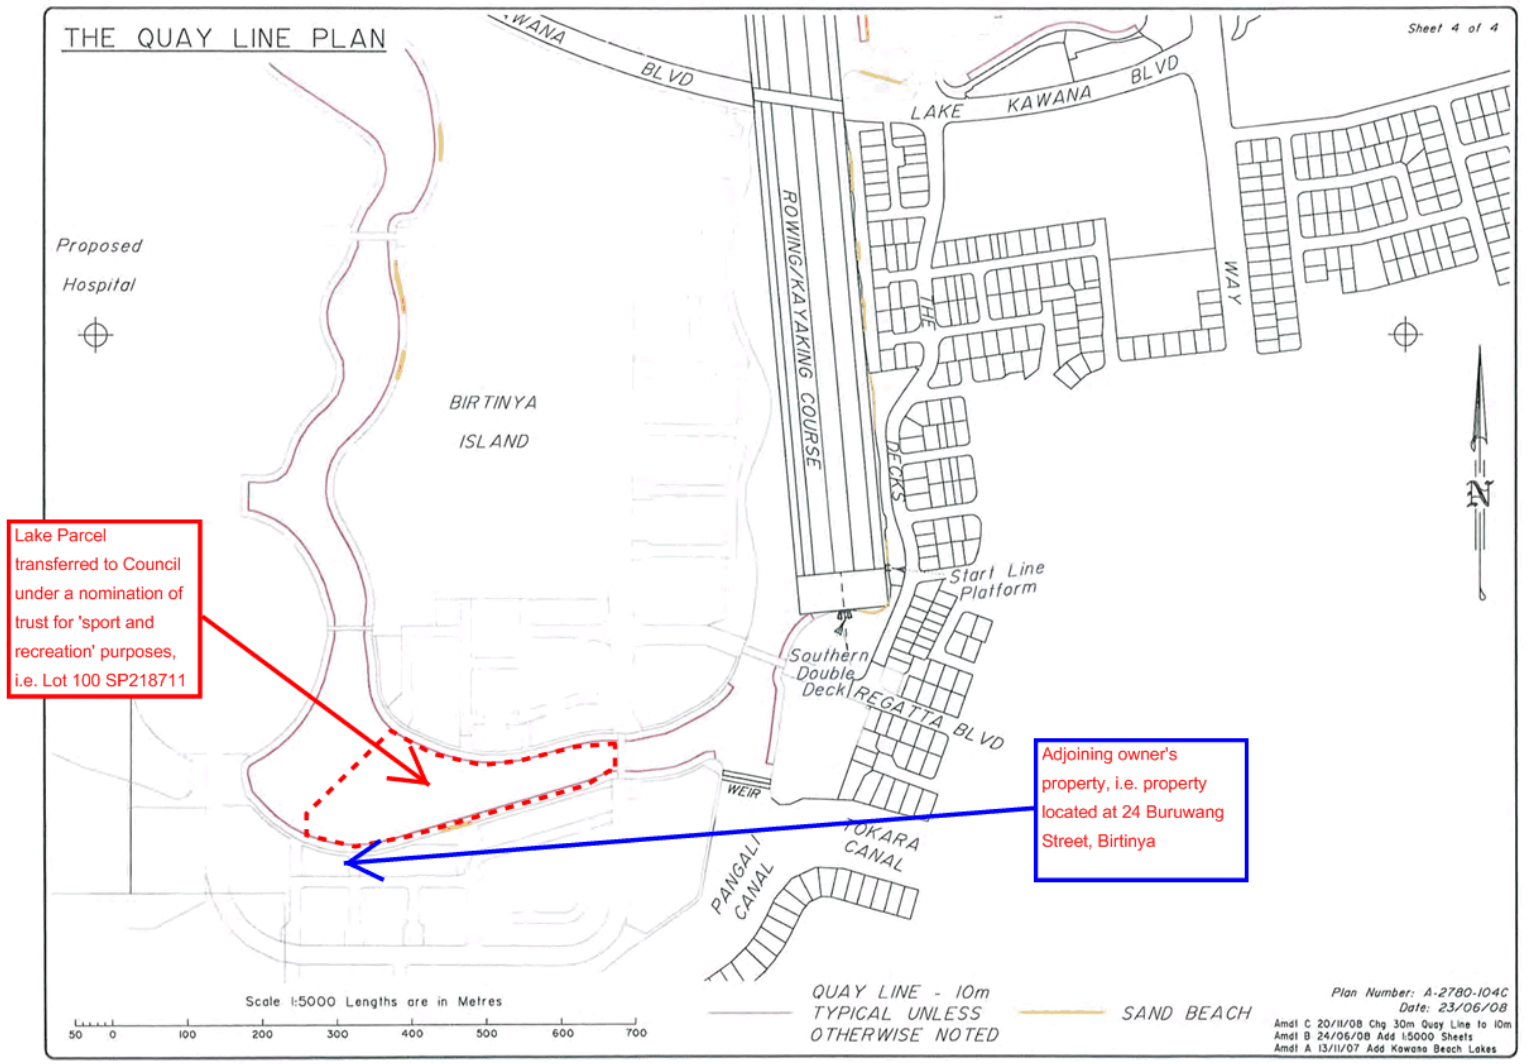 THE QUAY LINE PLAN
Sheet 4 of 4
KAWANA
BLVD
LAKE KAWANA BLVD
Proposed
Hospital
BIRTINYA
ISLAND
ROWING/KAYAKING COURSE
THE
DECKS
WAY
N
Lake Parcel
transferred to Council
under a nomination of
trust for 'sport and
recreation' purposes,
i.e. Lot 100 SP218711
Start Line
Platform
Southern
Double
Deck
REGATTA BLVD
Adjoining owner's
property, i.e. property
located at 24 Buruwang
Street, Birtinya
WEIR
PANGALI
CANAL
TOKARA
CANAL
Scale 1:5000 Lengths are in Metres
50 0 100 200 300 400 500 600 700
QUAY LINE - 10m
TYPICAL UNLESS
OTHERWISE NOTED
SAND BEACH
Plan Number: A-2780-104C
Date: 23/06/08
Amdt C 20/11/08 Chg 30m Quay Line to 10m
Amdt B 24/06/08 Add 1:5000 Sheets
Amdt A 13/11/07 Add Kawana Beach Lakes